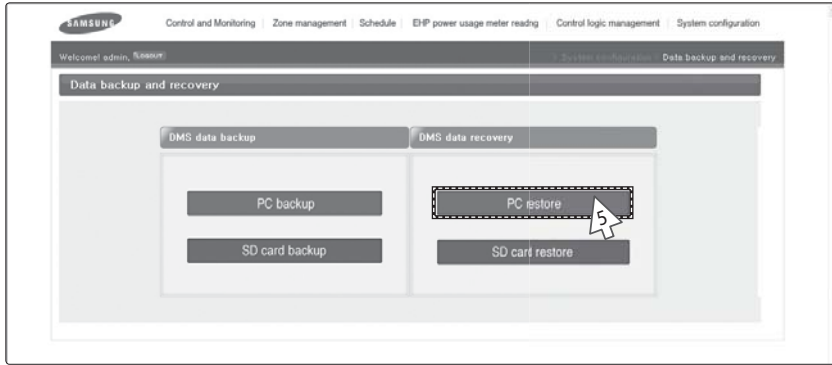 SAMSUNG Control and Monitoring Zone management Schedule EHP power usage meter readng Control logic management System configuration
Welcome! admin, LOGOUT > System configuration > Data backup and recovery
Data backup and recovery
DMS data backup DMS data recovery
PC backup PC restore
5
SD card backup SD card restore